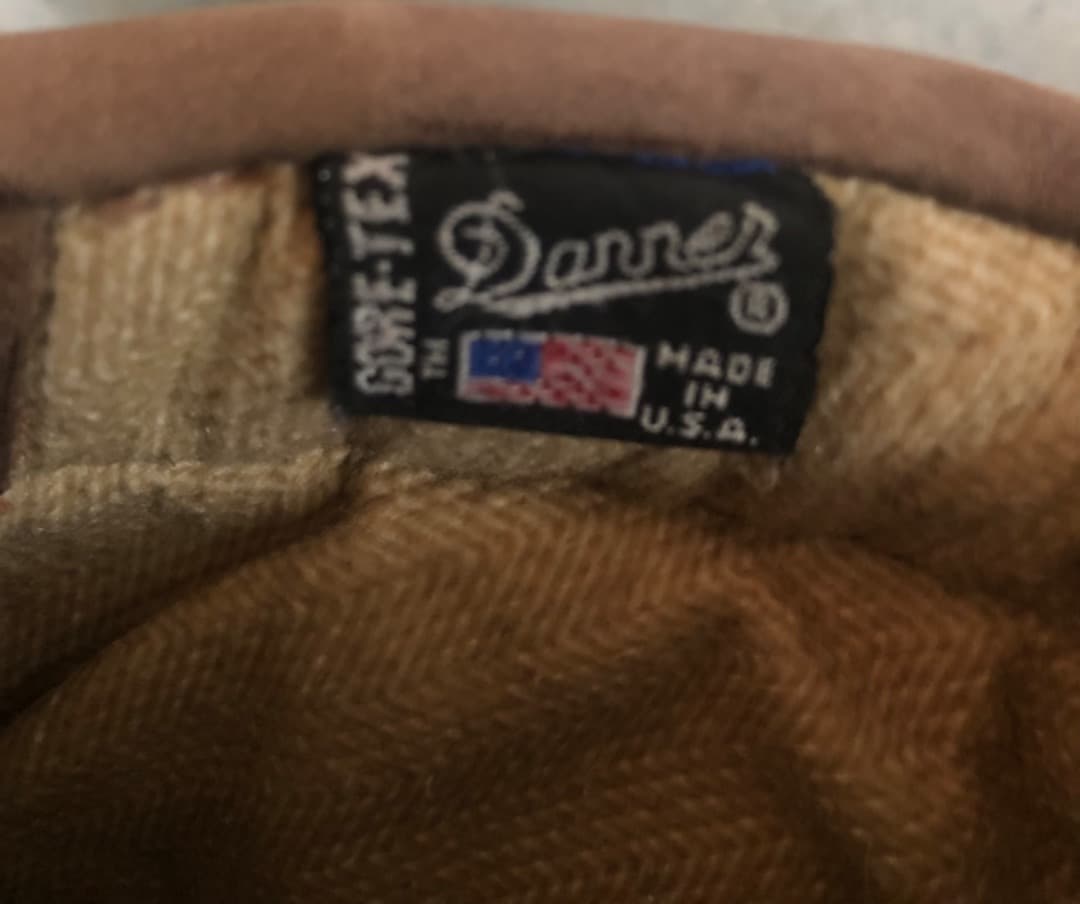 GORE-TEX
TM
Danner
®
MADE
IN
U.S.A.